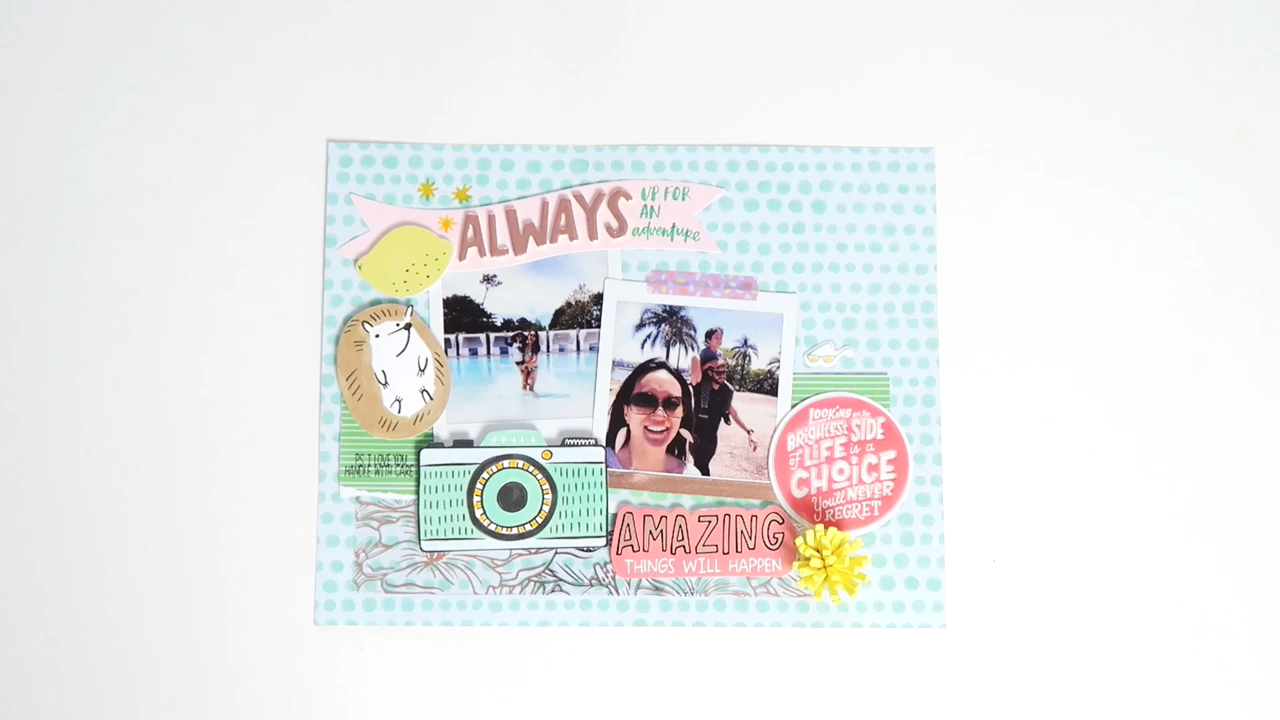 ALWAYS
UP FOR
AN
adventure
LOOKING on the
BRIGHTEST SIDE
of LIFE is a
CHOICE
You'll NEVER
REGRET
P.S. I LOVE YOU
HANDLE WITH CARE
AMAZING
THINGS WILL HAPPEN